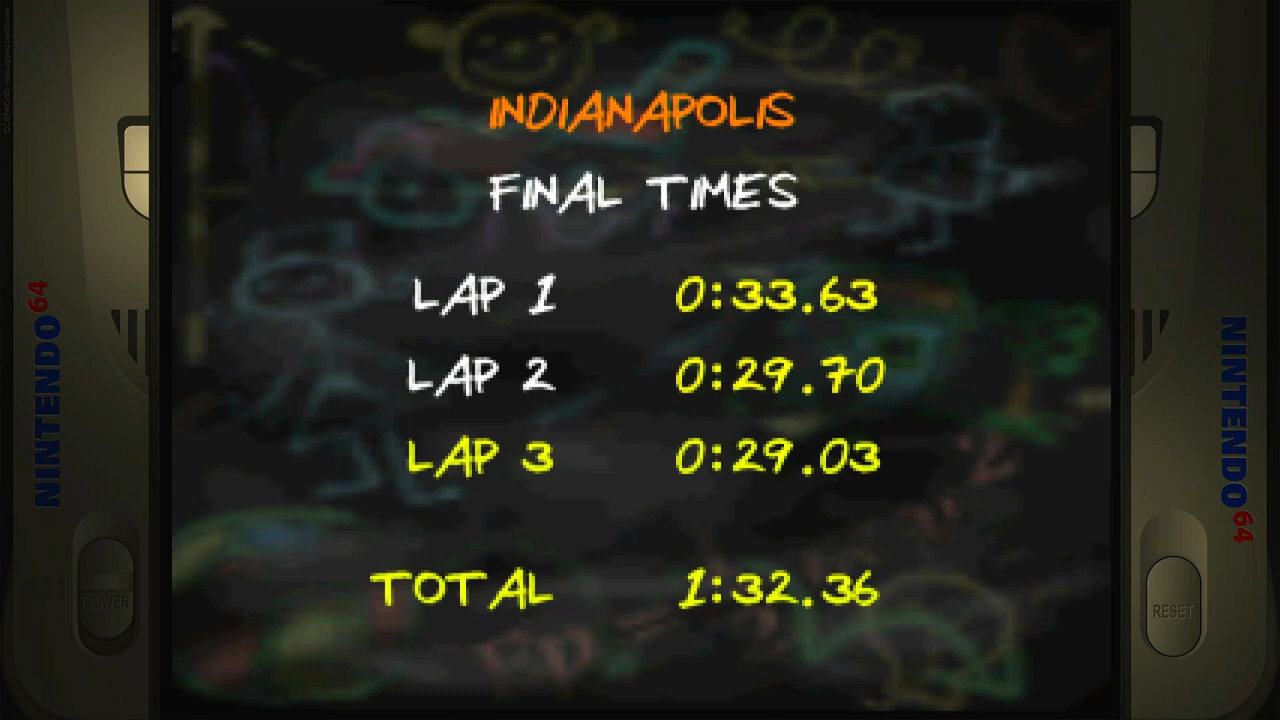 INDIANAPOLIS
FINAL TIMES
LAP 1 0:33.63
LAP 2 0:29.70
LAP 3 0:29.03
TOTAL 1:32.36
NINTENDO 64
POWER
NINTENDO 64
RESET